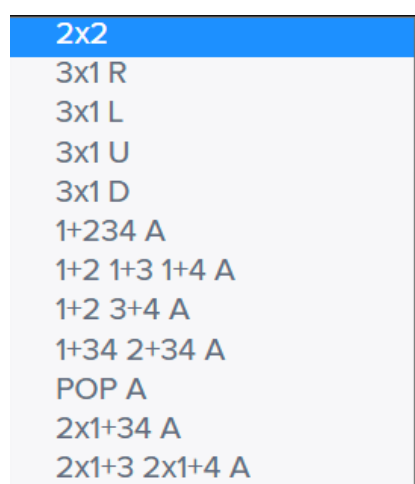 2x2
3x1 R
3x1 L
3x1 U
3x1 D
1+234 A
1+2 1+3 1+4 A
1+2 3+4 A
1+34 2+34 A
POP A
2x1+34 A
2x1+3 2x1+4 A